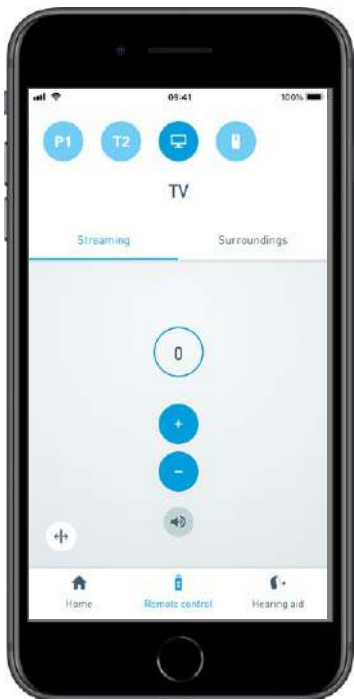 09:41 100%
P1 T2
TV
Streaming Surroundings
0
+
−
Home Remote control Hearing aid